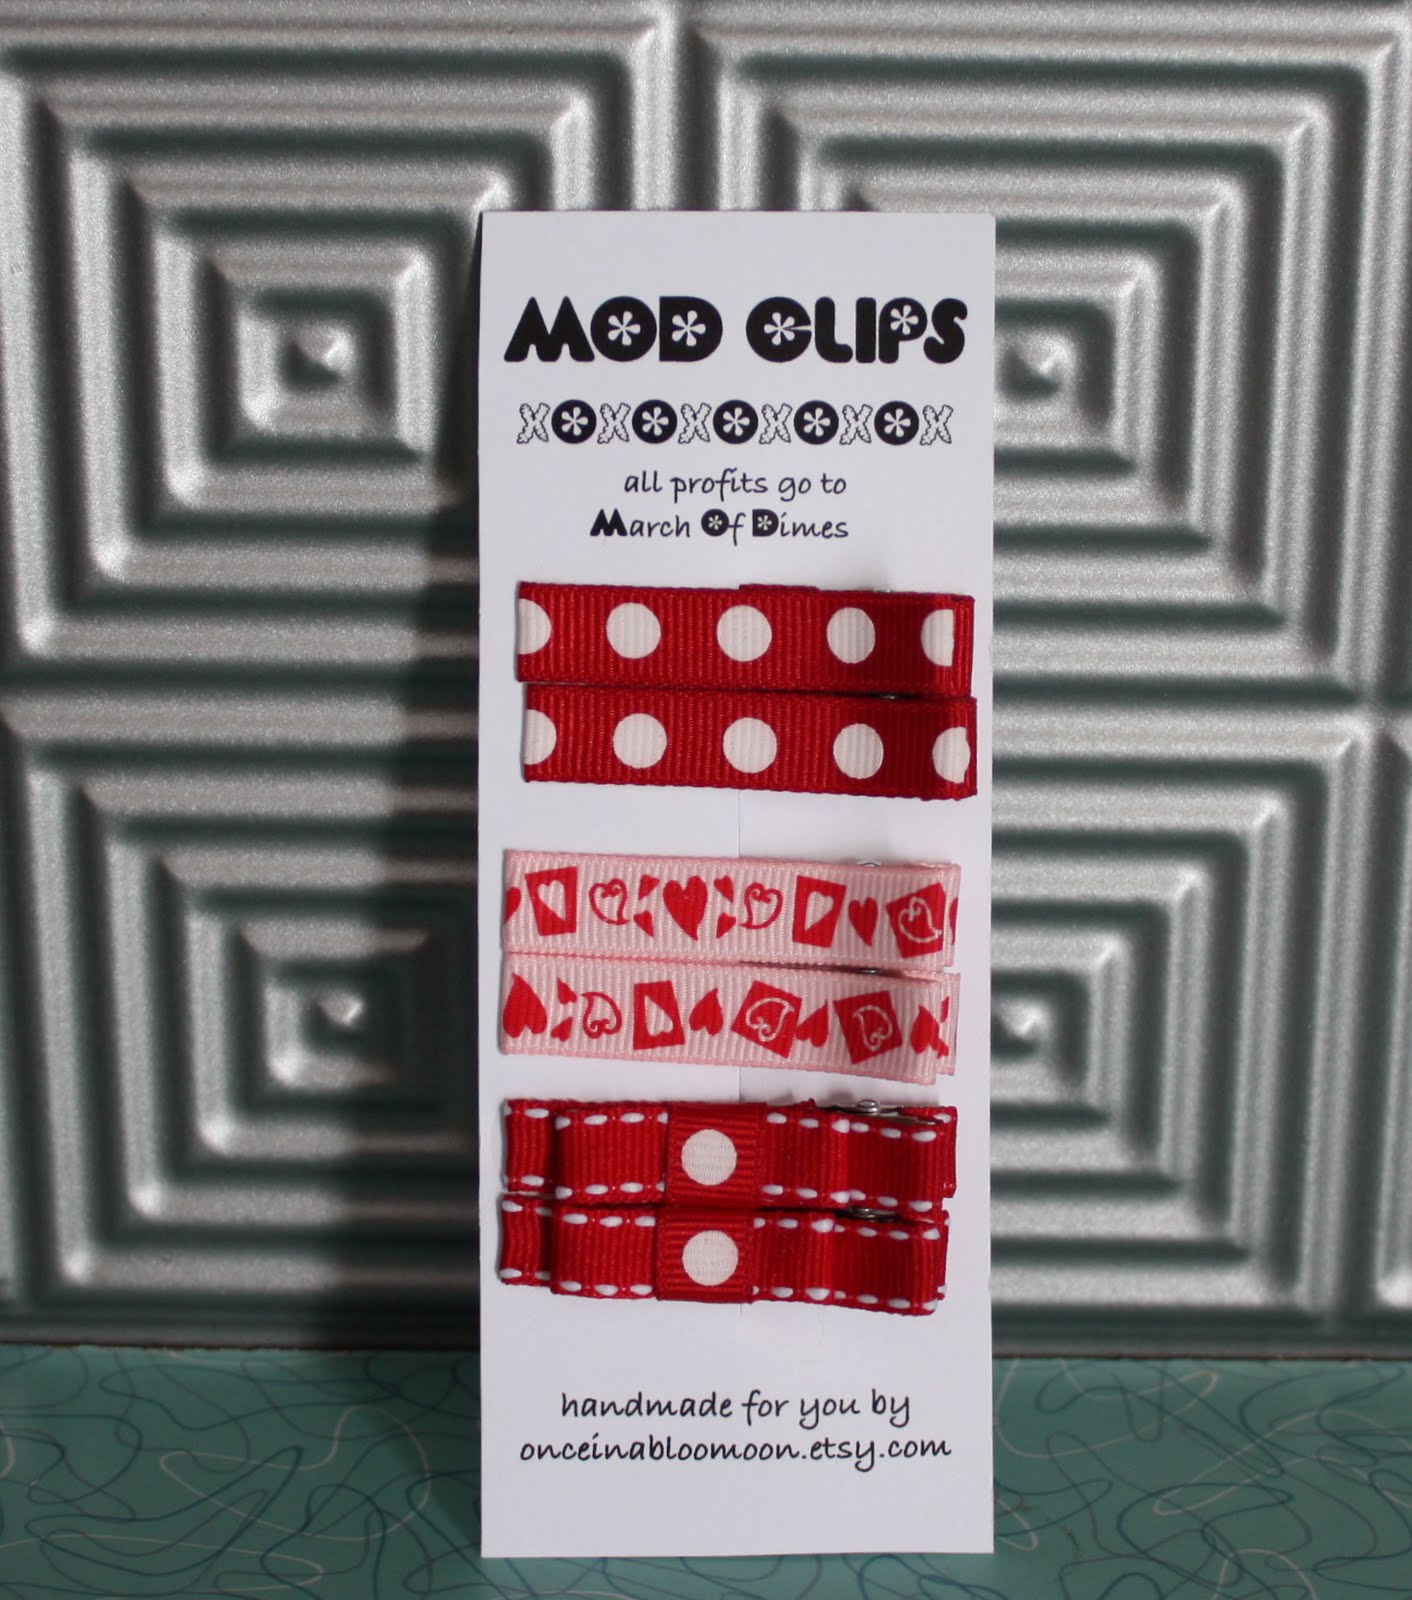 MOD CLIPS
XOXOXOXOXOX
all profits go to
March Of Dimes
handmade for you by
onceinabloomoon.etsy.com